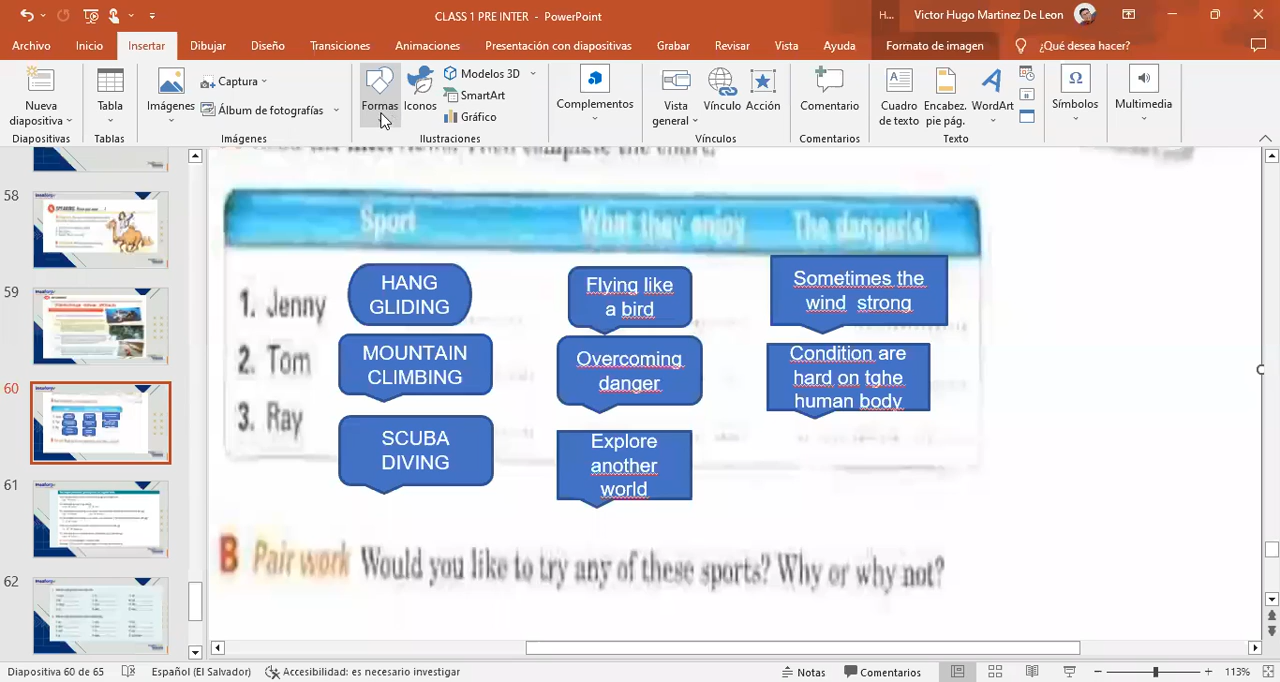 CLASS 1 PRE INTER - PowerPoint
H...
Victor Hugo Martinez De Leon
Archivo Inicio Insertar Dibujar Diseño Transiciones Animaciones Presentación con diapositivas Grabar Revisar Vista Ayuda Formato de imagen ¿Qué desea hacer?
Nueva diapositiva
Tabla
Imágenes
Captura
Álbum de fotografías
Formas
Iconos
Modelos 3D
SmartArt
Gráfico
Complementos
Vista general
Vínculo
Acción
Comentario
Cuadro de texto
Encabez. pie pág.
WordArt
Símbolos
Multimedia
Diapositivas Tablas Imágenes Ilustraciones Vínculos Comentarios Texto
58
59
60
61
62
Sport What they enjoy The danger(s)
1. Jenny
HANG
GLIDING
Flying like
a bird
Sometimes the
wind strong
2. Tom
MOUNTAIN
CLIMBING
Overcoming
danger
Condition are
hard on tghe
human body
3. Ray
SCUBA
DIVING
Explore
another
world
B Pair work Would you like to try any of these sports? Why or why not?
Diapositiva 60 de 65 Español (El Salvador) Accesibilidad: es necesario investigar Notas Comentarios 113%